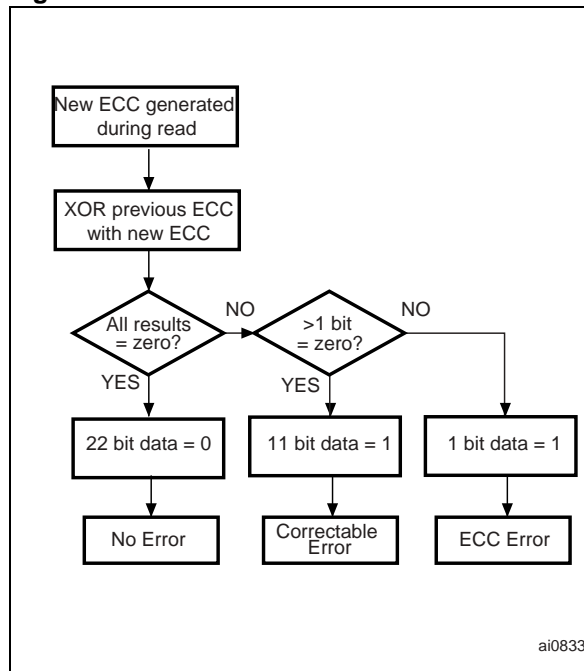 New ECC generated
during read
XOR previous ECC
with new ECC
All results
= zero?
NO
>1 bit
= zero?
NO
YES
YES
22 bit data = 0
11 bit data = 1
1 bit data = 1
No Error
Correctable
Error
ECC Error
ai0833